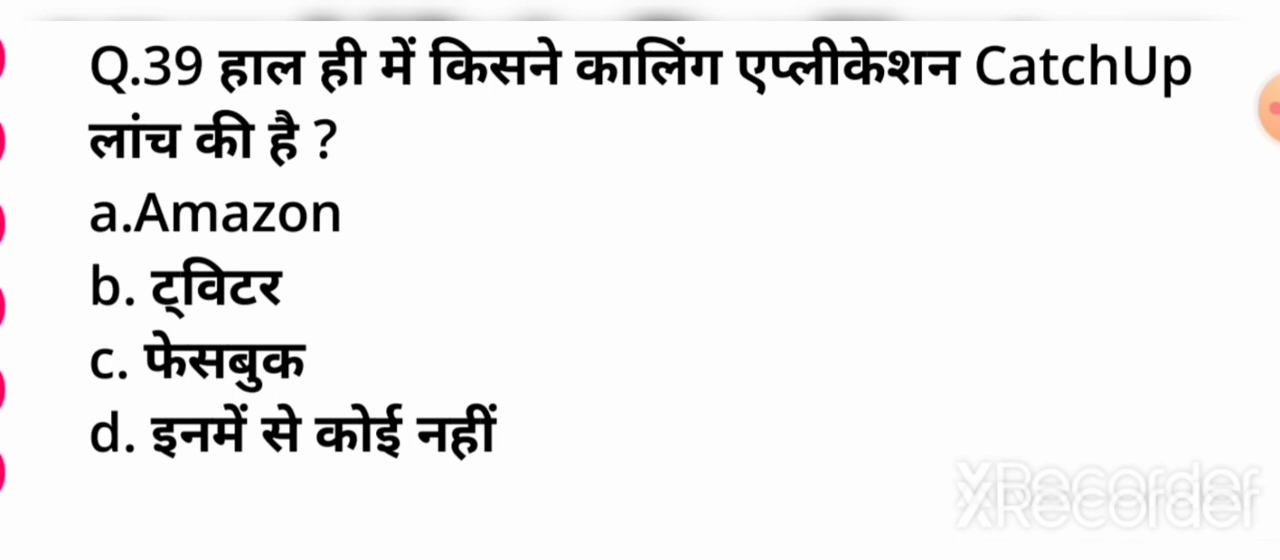 Q.39 हाल ही में किसने कालिंग एप्लीकेशन CatchUp
लांच की है ?
a.Amazon
b. ट्विटर
c. फेसबुक
d. इनमें से कोई नहीं
XRecorder